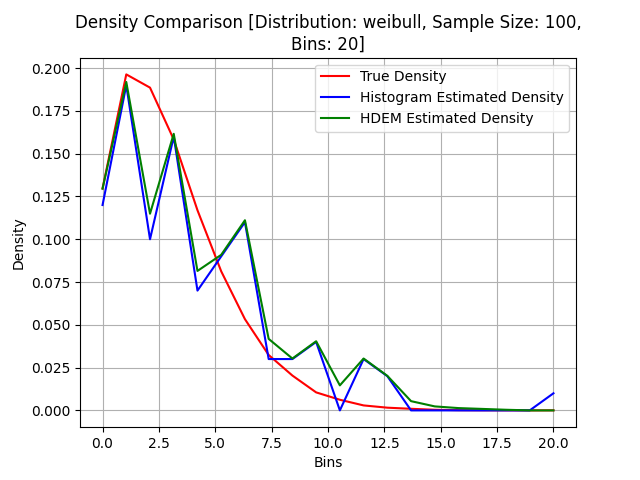 Density Comparison [Distribution: weibull, Sample Size: 100,
Bins: 20]
True Density
Histogram Estimated Density
HDEM Estimated Density
Density
0.200
0.175
0.150
0.125
0.100
0.075
0.050
0.025
0.000
0.0 2.5 5.0 7.5 10.0 12.5 15.0 17.5 20.0
Bins